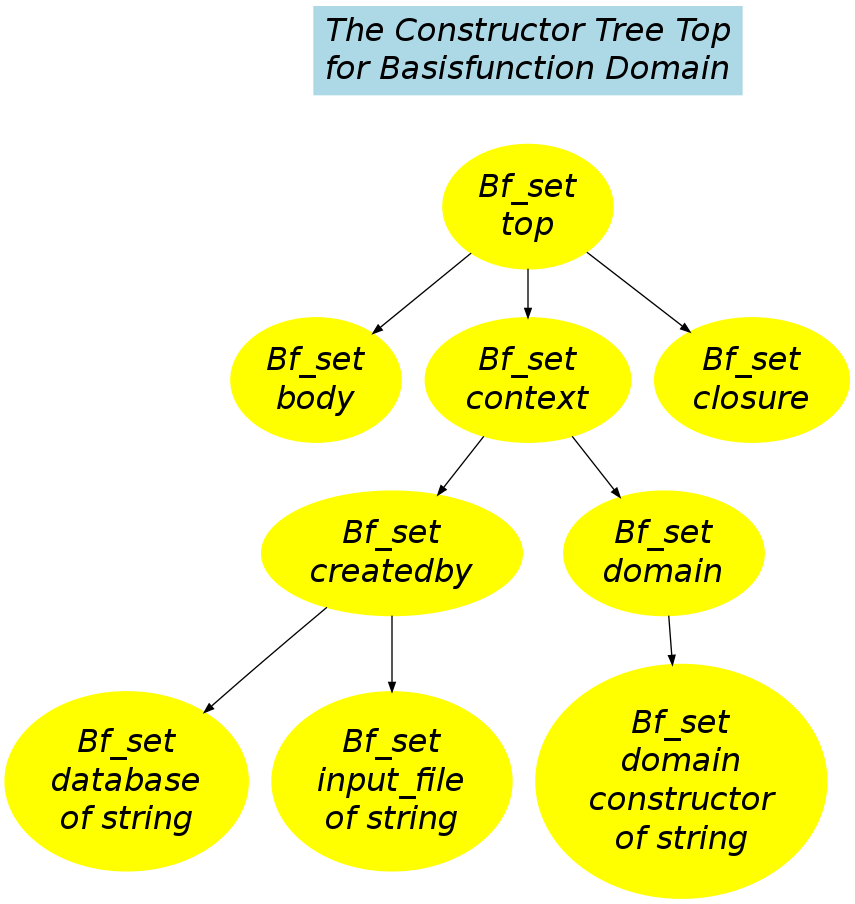 The Constructor Tree Top
for Basisfunction Domain
Bf_set
top
Bf_set
body
Bf_set
context
Bf_set
closure
Bf_set
createdby
Bf_set
domain
Bf_set
database
of string
Bf_set
input_file
of string
Bf_set
domain
constructor
of string